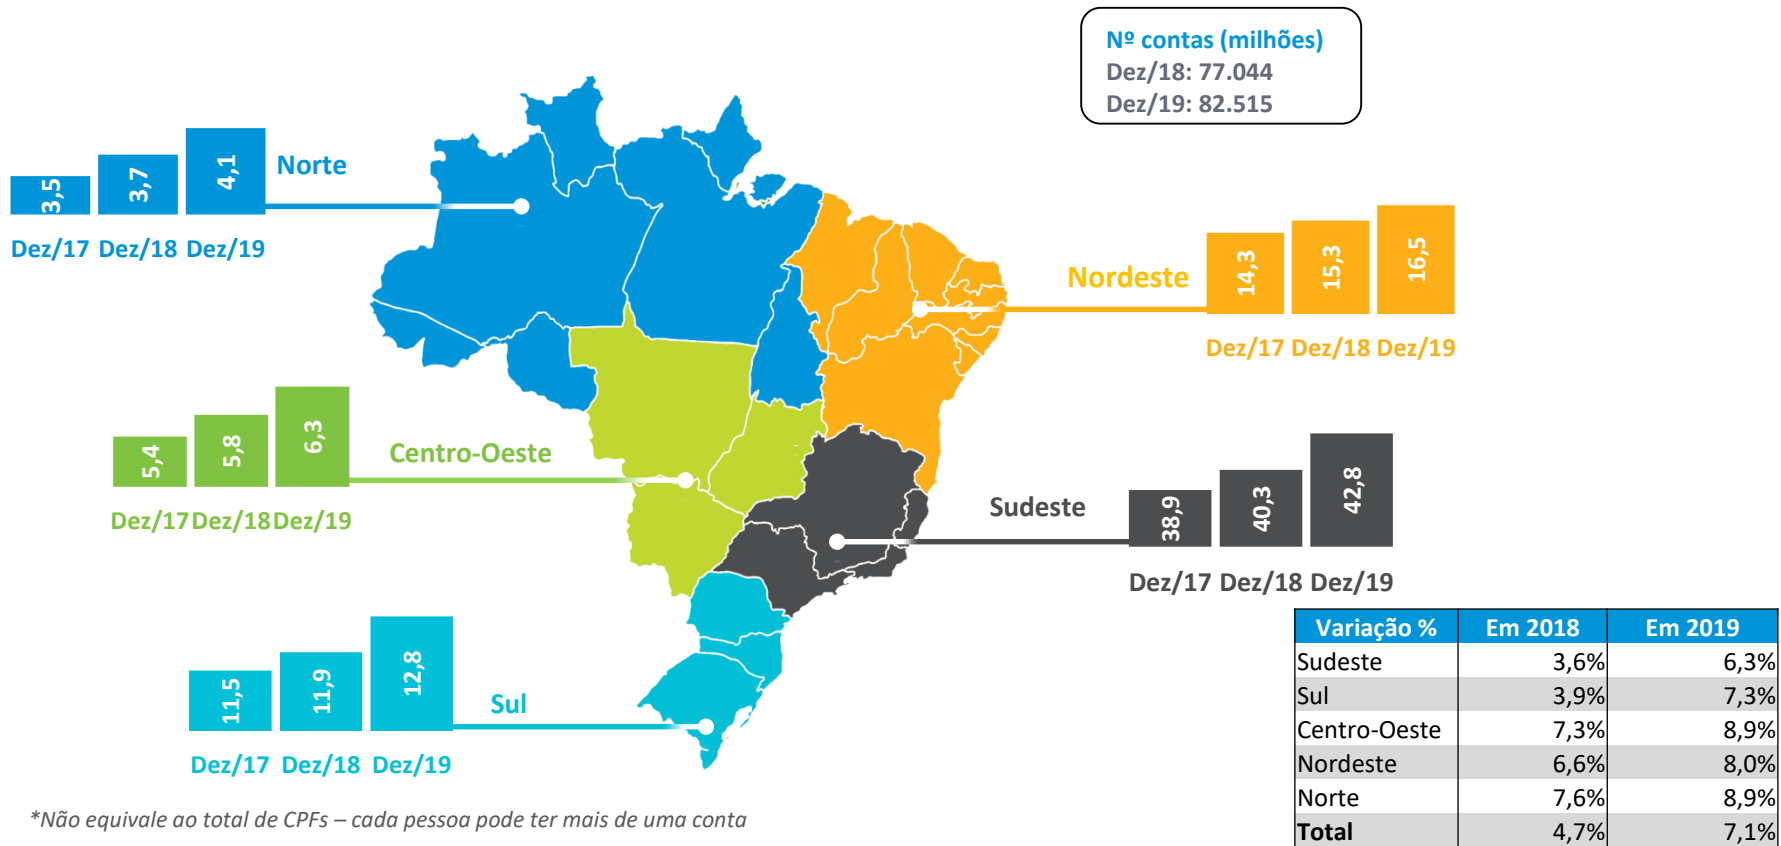 Nº contas (milhões)
Dez/18: 77.044
Dez/19: 82.515
Norte
3,5
3,7
4,1
Dez/17 Dez/18 Dez/19
Nordeste
14,3
15,3
16,5
Dez/17 Dez/18 Dez/19
Centro-Oeste
5,4
5,8
6,3
Dez/17 Dez/18 Dez/19
Sudeste
38,9
40,3
42,8
Dez/17 Dez/18 Dez/19
Sul
11,5
11,9
12,8
Dez/17 Dez/18 Dez/19
Variação % Em 2018 Em 2019
Sudeste 3,6% 6,3%
Sul 3,9% 7,3%
Centro-Oeste 7,3% 8,9%
Nordeste 6,6% 8,0%
Norte 7,6% 8,9%
Total 4,7% 7,1%
*Não equivale ao total de CPFs – cada pessoa pode ter mais de uma conta